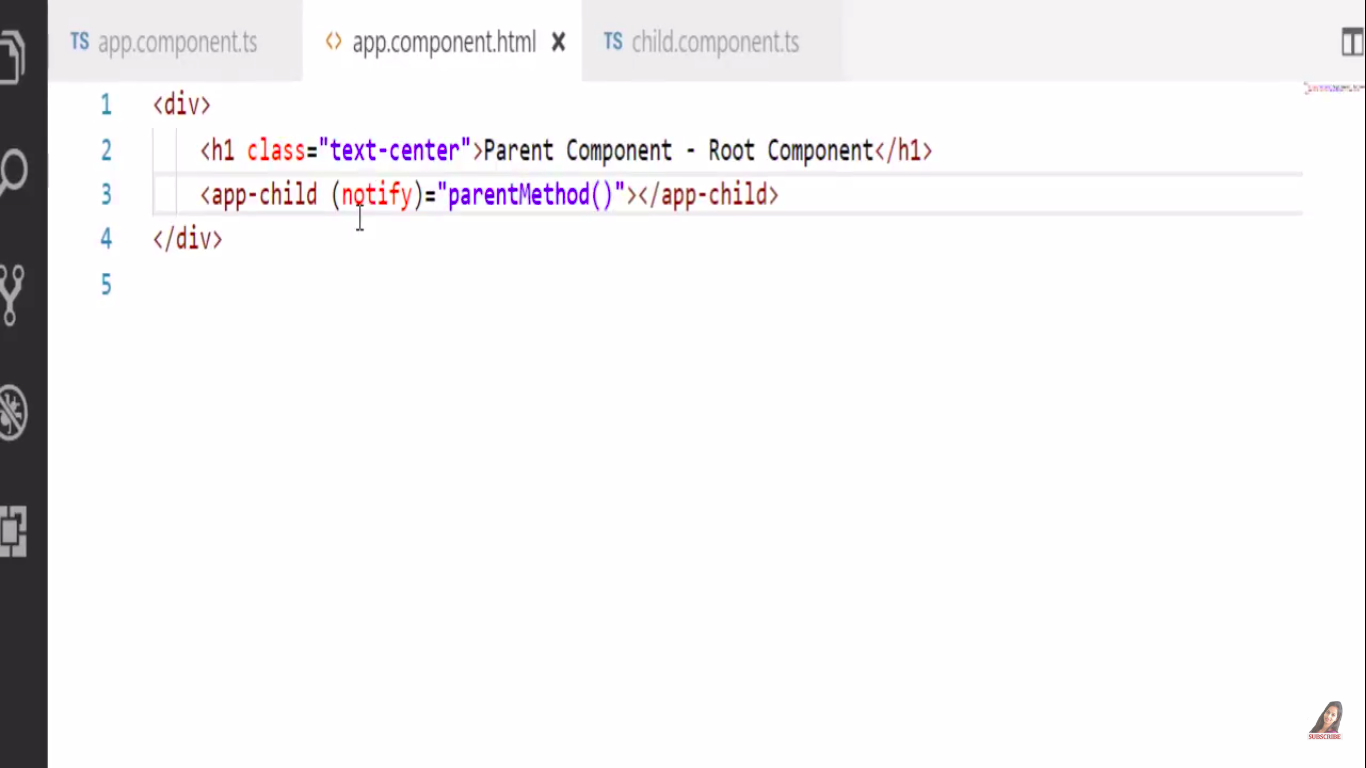 TS app.component.ts <> app.component.html × TS child.component.ts
1 <div>
2 <h1 class="text-center">Parent Component - Root Component</h1>
3 <app-child (notify)="parentMethod()"></app-child>
4 </div>
5
SUBSCRIBE